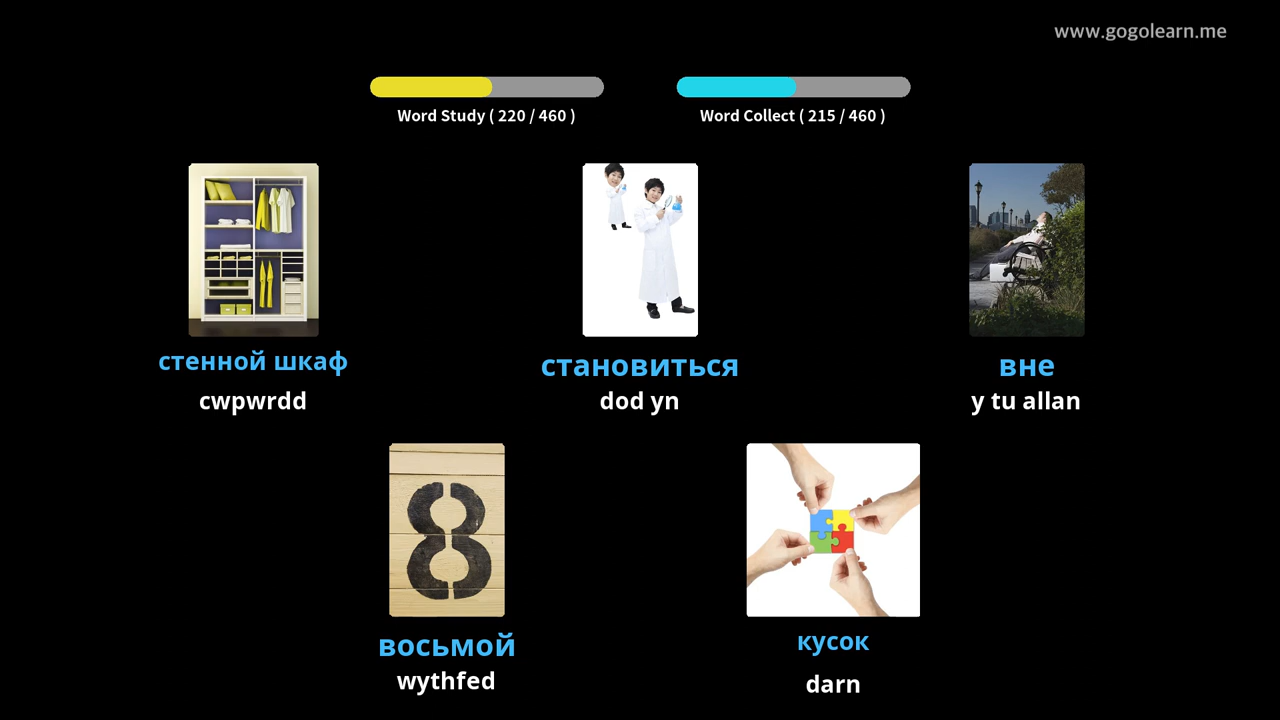 www.gogolearn.me
Word Study ( 220 / 460 )
Word Collect ( 215 / 460 )
стенной шкаф
cwpwrdd
становиться
dod yn
вне
y tu allan
8
восьмой
wythfed
кусок
darn